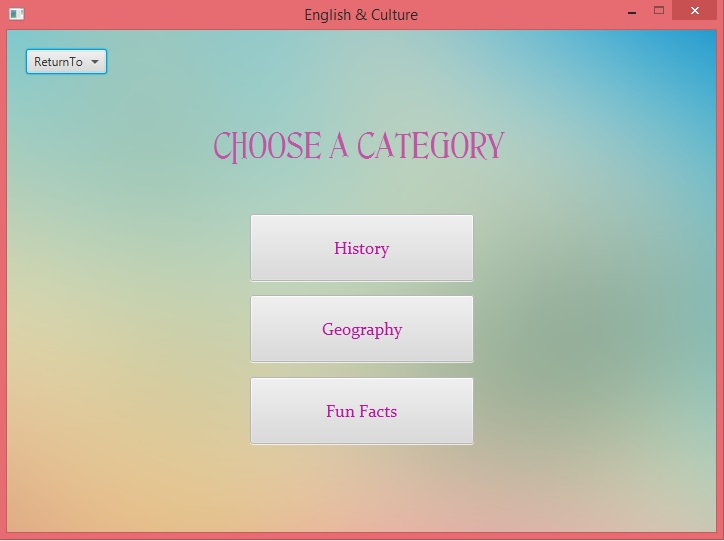 English & Culture
ReturnTo
CHOOSE A CATEGORY
History
Geography
Fun Facts